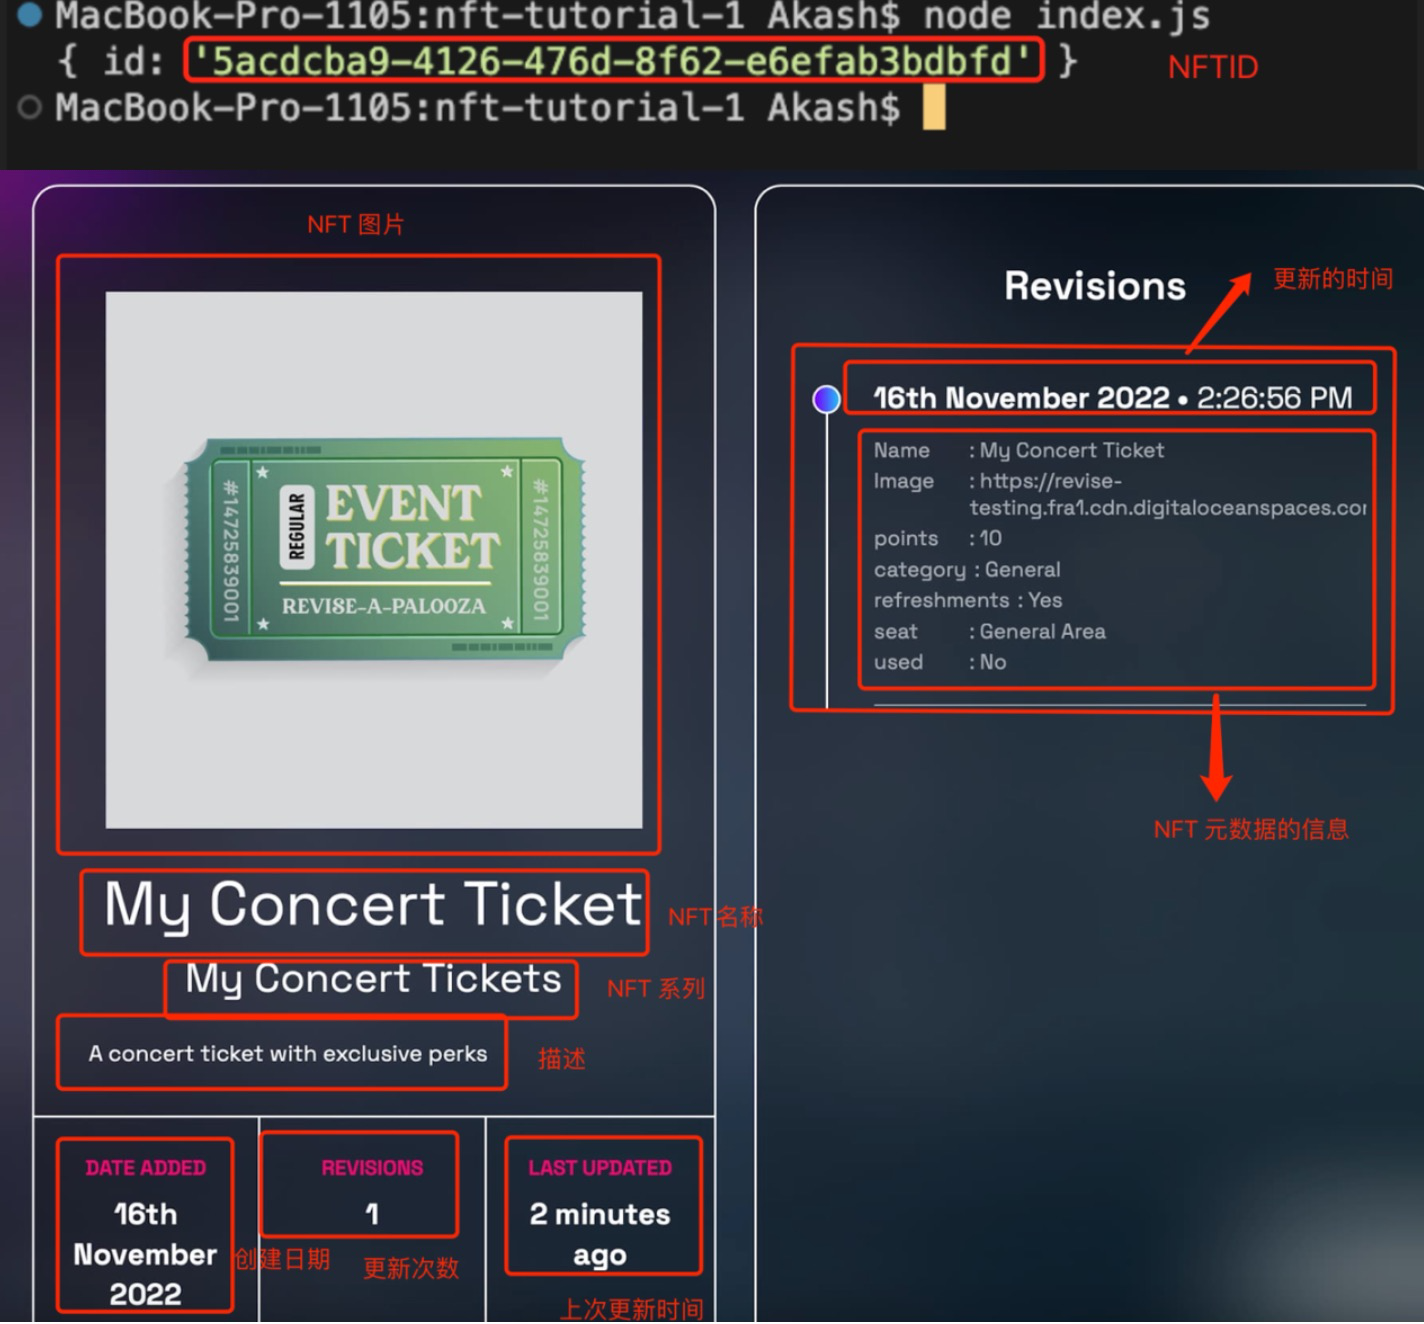 MacBook-Pro-1105:nft-tutorial-1 Akash$ node index.js
{ id: '5acdcba9-4126-476d-8f62-e6efab3bdbfd' }
NFTID
MacBook-Pro-1105:nft-tutorial-1 Akash$
NFT 图片
#14725839001
REGULAR
EVENT
TICKET
REVISE-A-PALOOZA
#14725839001
My Concert Ticket
NFT名称
My Concert Tickets
NFT 系列
A concert ticket with exclusive perks
描述
DATE ADDED
16th
November
2022
创建日期
REVISIONS
1
更新次数
LAST UPDATED
2 minutes
ago
上次更新时间
Revisions
更新的时间
16th November 2022 • 2:26:56 PM
Name : My Concert Ticket
Image : https://revise-
testing.fra1.cdn.digitaloceanspaces.com
points : 10
category : General
refreshments : Yes
seat : General Area
used : No
NFT 元数据的信息